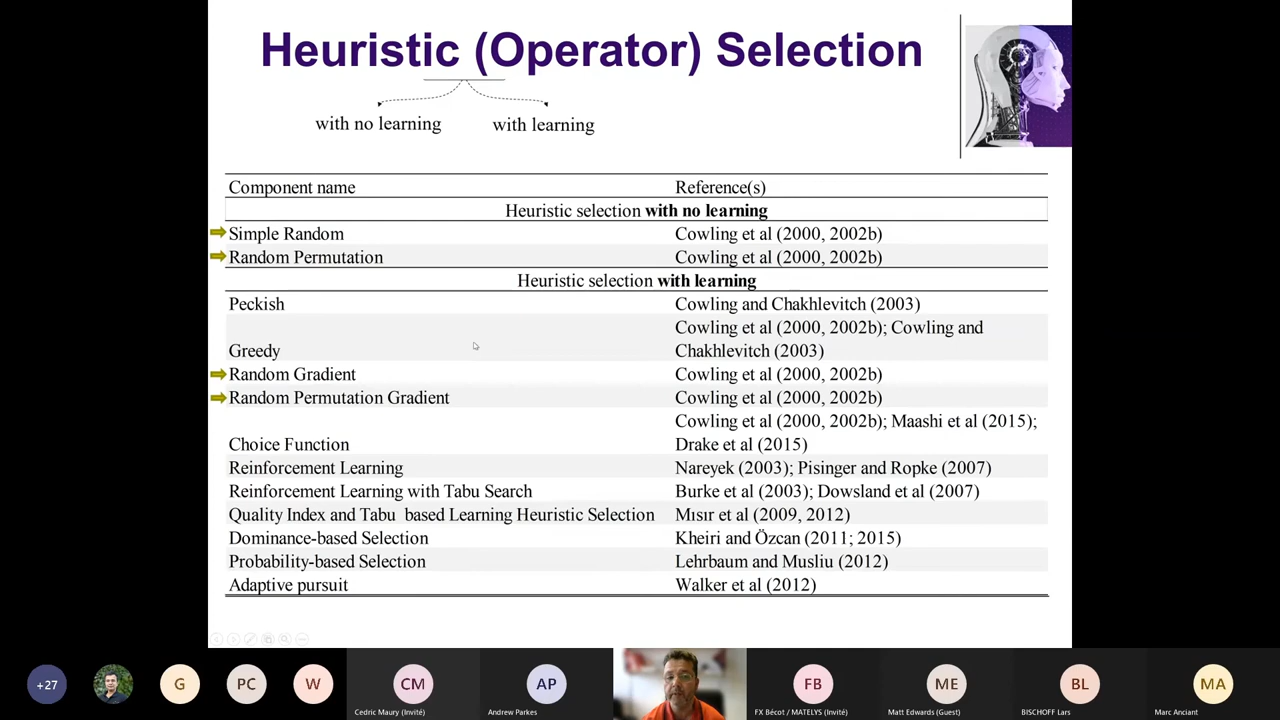 Heuristic (Operator) Selection
with no learning
with learning
Component name Reference(s)
Heuristic selection with no learning
Simple Random Cowling et al (2000, 2002b)
Random Permutation Cowling et al (2000, 2002b)
Heuristic selection with learning
Peckish Cowling and Chakhlevitch (2003)
Cowling et al (2000, 2002b); Cowling and
Greedy Chakhlevitch (2003)
Random Gradient Cowling et al (2000, 2002b)
Random Permutation Gradient Cowling et al (2000, 2002b)
Cowling et al (2000, 2002b); Maashi et al (2015);
Choice Function Drake et al (2015)
Reinforcement Learning Nareyek (2003); Pisinger and Ropke (2007)
Reinforcement Learning with Tabu Search Burke et al (2003); Dowsland et al (2007)
Quality Index and Tabu based Learning Heuristic Selection Mısır et al (2009, 2012)
Dominance-based Selection Kheiri and Özcan (2011; 2015)
Probability-based Selection Lehrbaum and Musliu (2012)
Adaptive pursuit Walker et al (2012)
+27 G PC W CM AP FB ME BL MA
Cedric Maury (Invité) Andrew Parkes FX Bécot / MATELYS (Invité) Matt Edwards (Guest) BISCHOFF Lars Marc Anciant